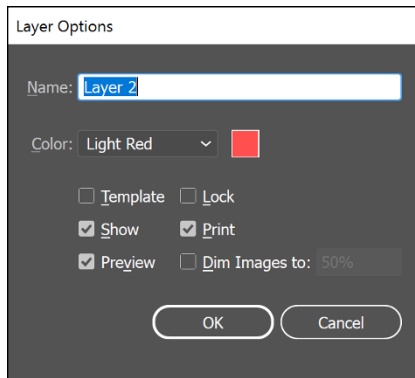 Layer Options
Name: Layer 2
Color: Light Red
Template Lock
Show Print
Preview Dim Images to: 50%
OK Cancel